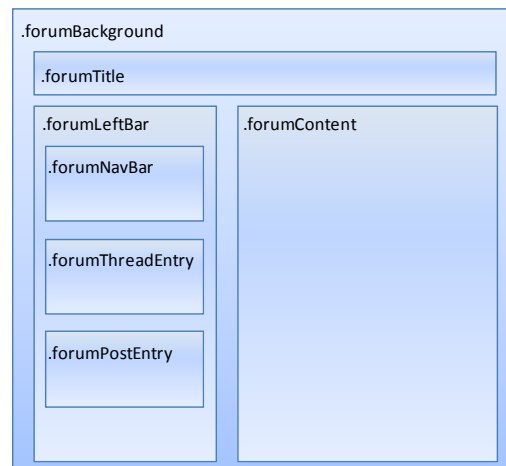 .forumBackground
.forumTitle
.forumLeftBar
.forumContent
.forumNavBar
.forumThreadEntry
.forumPostEntry